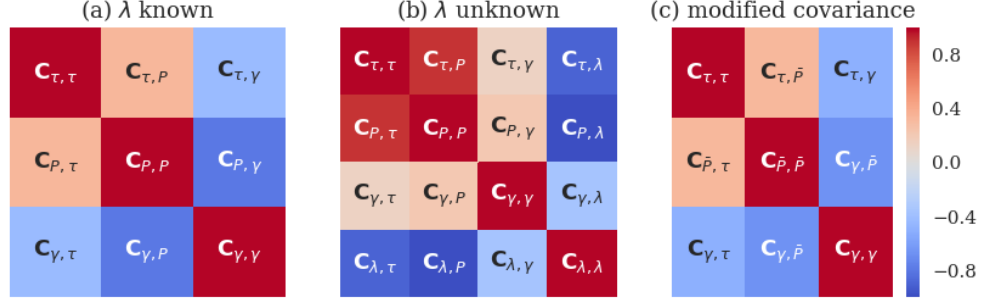 (a) λ known
C_{τ, τ} C_{τ, P} C_{τ, γ}
C_{P, τ} C_{P, P} C_{P, γ}
C_{γ, τ} C_{γ, P} C_{γ, γ}
(b) λ unknown
C_{τ, τ} C_{τ, P} C_{τ, γ} C_{τ, λ}
C_{P, τ} C_{P, P} C_{P, γ} C_{P, λ}
C_{γ, τ} C_{γ, P} C_{γ, γ} C_{γ, λ}
C_{λ, τ} C_{λ, P} C_{λ, γ} C_{λ, λ}
(c) modified covariance
C_{τ, τ} C_{τ, P̄} C_{τ, γ}
C_{P̄, τ} C_{P̄, P̄} C_{γ, P̄}
C_{γ, τ} C_{γ, P̄} C_{γ, γ}
0.8
0.4
0.0
−0.4
−0.8